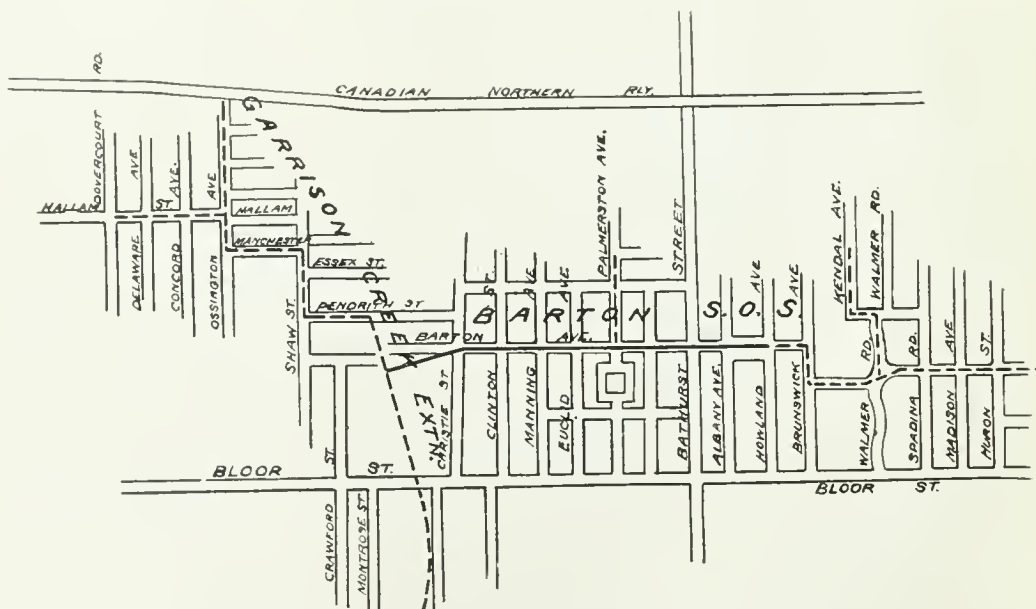 CANADIAN NORTHERN RLY.
GARRISON CREEK EXT'N.
DOVERCOURT RD.
HALLAM ST.
DELAWARE AVE
CONCORD AVE.
OSSINGTON AVE
HALLAM
MANCHESTER
ESSEX ST.
PENDRITH ST
SHAW ST.
BARTON S.O.S.
BARTON AVE.
CHRISTIE ST
CLINTON ST
MANNING AVE
EUCLID AVE
PALMERSTON AVE.
BATHURST STREET
ALBANY AVE.
HOWLAND AVE
BRUNSWICK AVE
KENDAL AVE.
WALMER RD.
WALMER RD.
SPADINA RD.
MADISON AVE
HURON ST.
BLOOR ST.
BLOOR ST.
CRAWFORD ST.
MONTROSE ST.